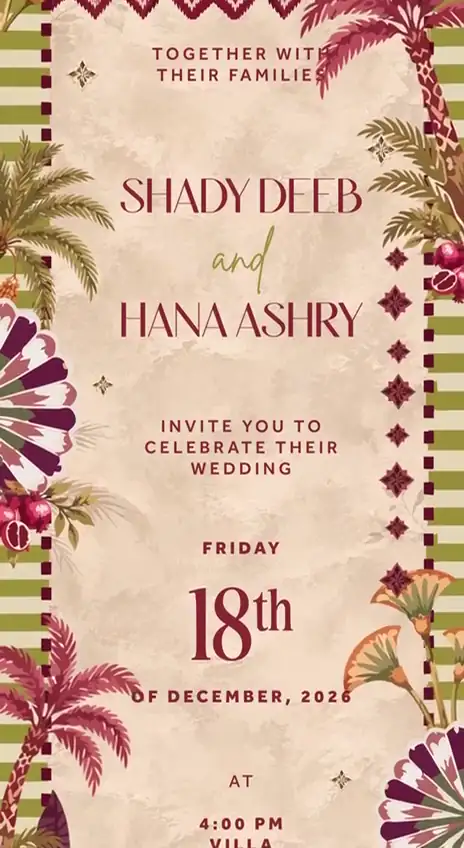 TOGETHER WITH
THEIR FAMILIES
SHADY DEEB
and
HANA ASHRY
INVITE YOU TO
CELEBRATE THEIR
WEDDING
FRIDAY
18th
OF DECEMBER, 2026
AT
4:00 PM
VILLA